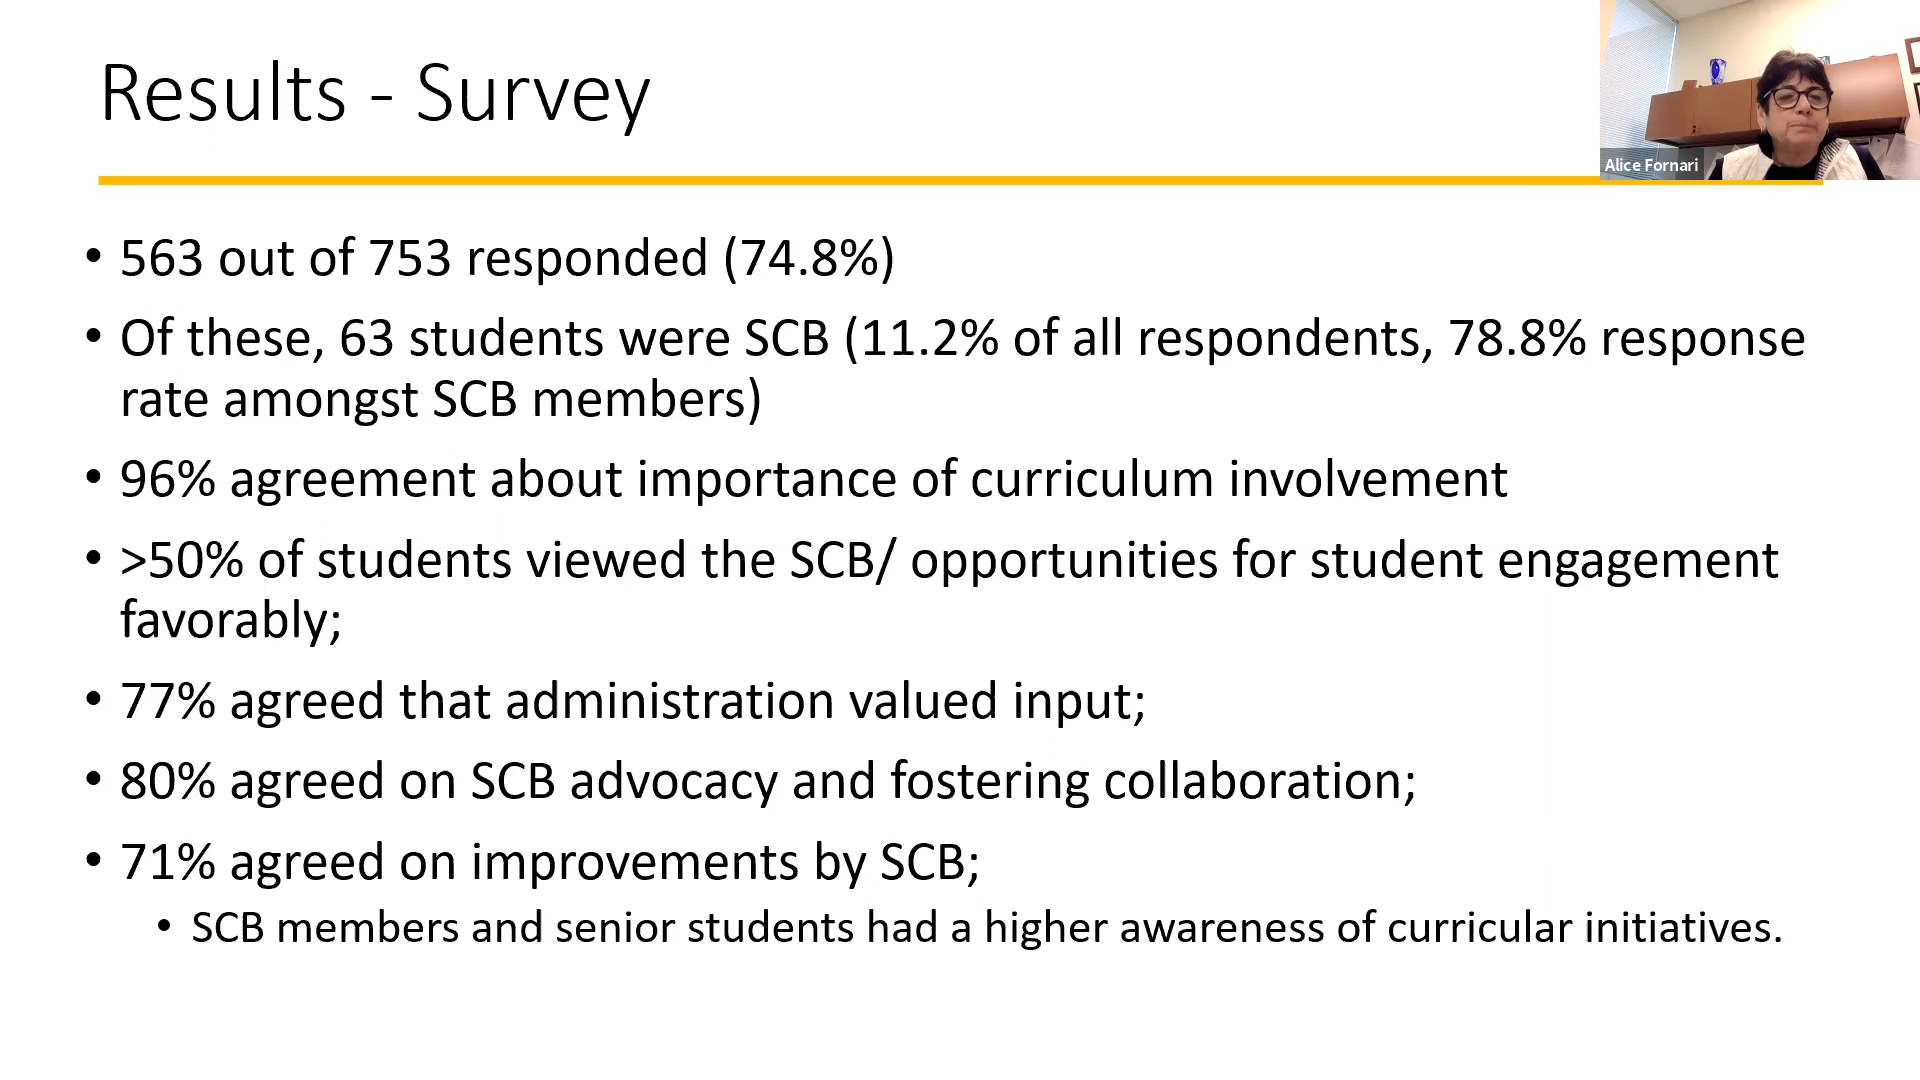 Results - Survey
Alice Fornari
• 563 out of 753 responded (74.8%)
• Of these, 63 students were SCB (11.2% of all respondents, 78.8% response
rate amongst SCB members)
• 96% agreement about importance of curriculum involvement
• >50% of students viewed the SCB/ opportunities for student engagement
favorably;
• 77% agreed that administration valued input;
• 80% agreed on SCB advocacy and fostering collaboration;
• 71% agreed on improvements by SCB;
• SCB members and senior students had a higher awareness of curricular initiatives.